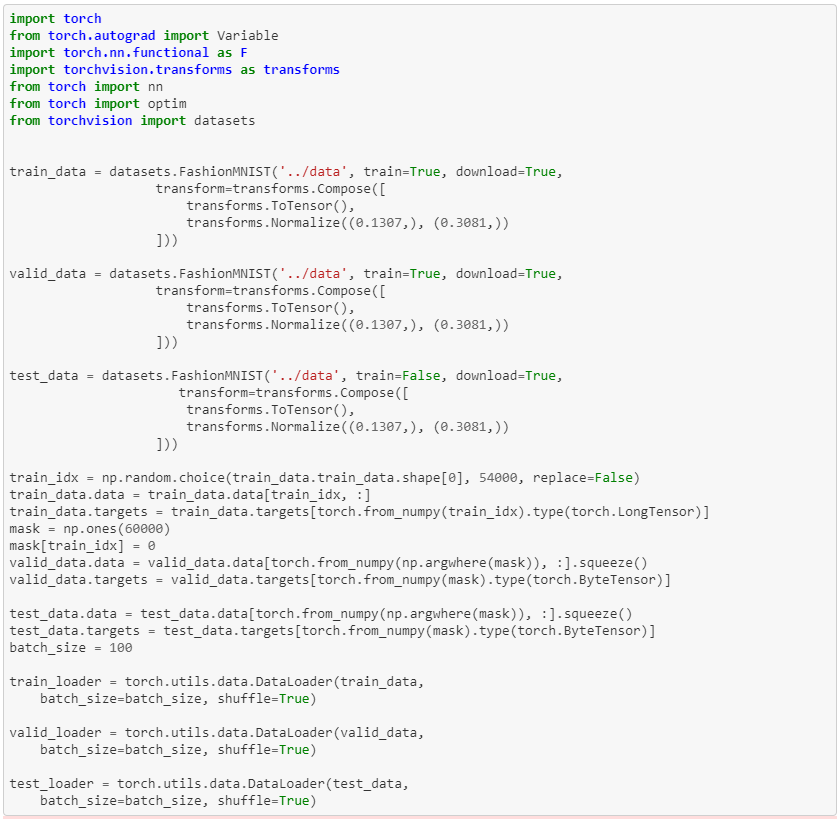 import torch
from torch.autograd import Variable
import torch.nn.functional as F
import torchvision.transforms as transforms
from torch import nn
from torch import optim
from torchvision import datasets
train_data = datasets.FashionMNIST('../data', train=True, download=True,
                   transform=transforms.Compose([
                       transforms.ToTensor(),
                       transforms.Normalize((0.1307,), (0.3081,))
                   ]))
valid_data = datasets.FashionMNIST('../data', train=True, download=True,
                   transform=transforms.Compose([
                       transforms.ToTensor(),
                       transforms.Normalize((0.1307,), (0.3081,))
                   ]))
test_data = datasets.FashionMNIST('../data', train=False, download=True,
                      transform=transforms.Compose([
                       transforms.ToTensor(),
                       transforms.Normalize((0.1307,), (0.3081,))
                   ]))
train_idx = np.random.choice(train_data.train_data.shape[0], 54000, replace=False)
train_data.data = train_data.data[train_idx, :]
train_data.targets = train_data.targets[torch.from_numpy(train_idx).type(torch.LongTensor)]
mask = np.ones(60000)
mask[train_idx] = 0
valid_data.data = valid_data.data[torch.from_numpy(np.argwhere(mask)), :].squeeze()
valid_data.targets = valid_data.targets[torch.from_numpy(mask).type(torch.ByteTensor)]
test_data.data = test_data.data[torch.from_numpy(np.argwhere(mask)), :].squeeze()
test_data.targets = test_data.targets[torch.from_numpy(mask).type(torch.ByteTensor)]
batch_size = 100
train_loader = torch.utils.data.DataLoader(train_data,
    batch_size=batch_size, shuffle=True)
valid_loader = torch.utils.data.DataLoader(valid_data,
    batch_size=batch_size, shuffle=True)
test_loader = torch.utils.data.DataLoader(test_data,
    batch_size=batch_size, shuffle=True)